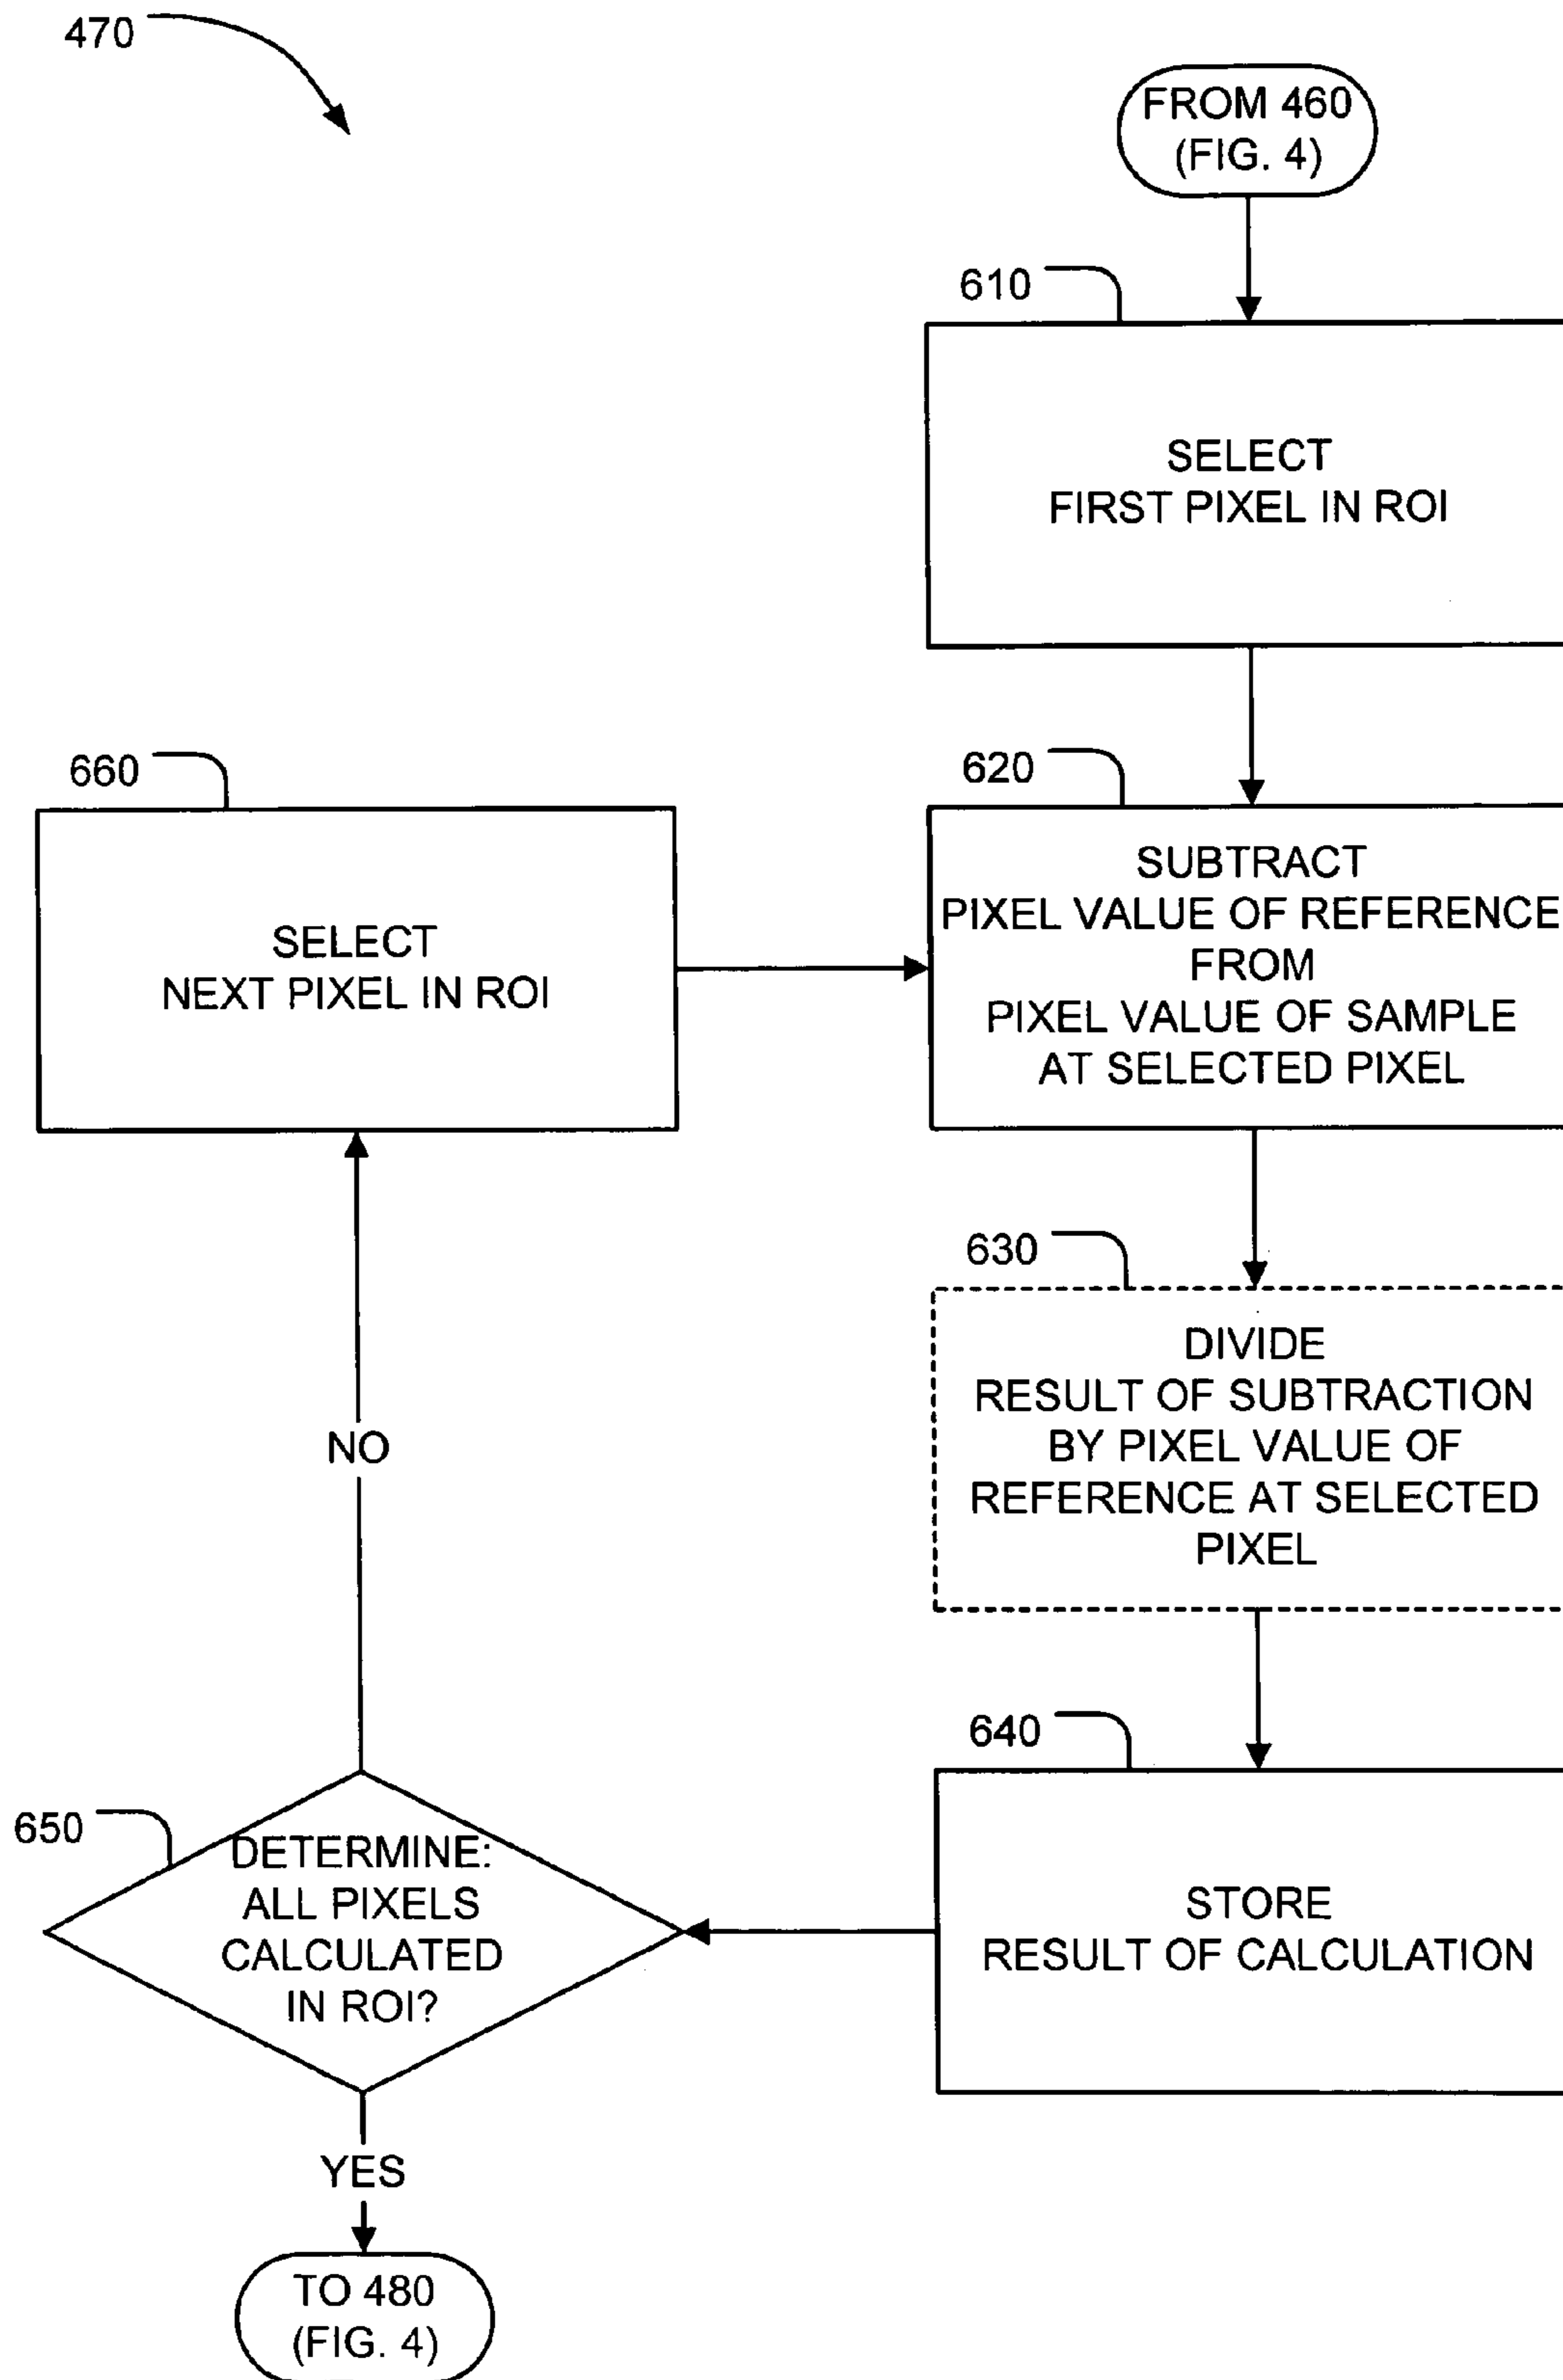 470
FROM 460
(FIG. 4)
610
SELECT
FIRST PIXEL IN ROI
660
SELECT
NEXT PIXEL IN ROI
620
SUBTRACT
PIXEL VALUE OF REFERENCE
FROM
PIXEL VALUE OF SAMPLE
AT SELECTED PIXEL
630
DIVIDE
RESULT OF SUBTRACTION
BY PIXEL VALUE OF
REFERENCE AT SELECTED
PIXEL
NO
640
STORE
RESULT OF CALCULATION
650
DETERMINE:
ALL PIXELS
CALCULATED
IN ROI?
YES
TO 480
(FIG. 4)